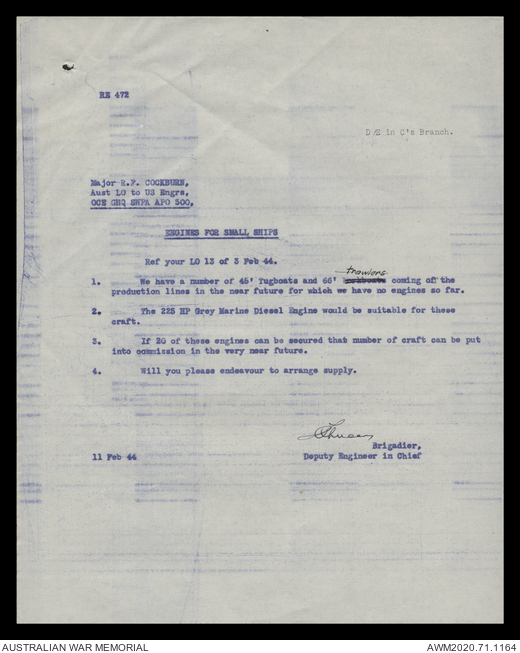 RE 472
D/E in C's Branch.
Major R.F. COCKBURN,
Aust LO to US Engrs,
OCE GHQ SWPA APO 500,
ENGINES FOR SMALL SHIPS
Ref your LO 13 of 3 Feb 44.
trawlers
1. We have a number of 45' Tugboats and 66' coming off the
production lines in the near future for which we have no engines so far.
2. The 225 HP Grey Marine Diesel Engine would be suitable for these
craft.
3. If 20 of these engines can be secured that number of craft can be put
into commission in the very near future.
4. Will you please endeavour to arrange supply.
Brigadier,
11 Feb 44 Deputy Engineer in Chief
AUSTRALIAN WAR MEMORIAL AWM2020.71.1164